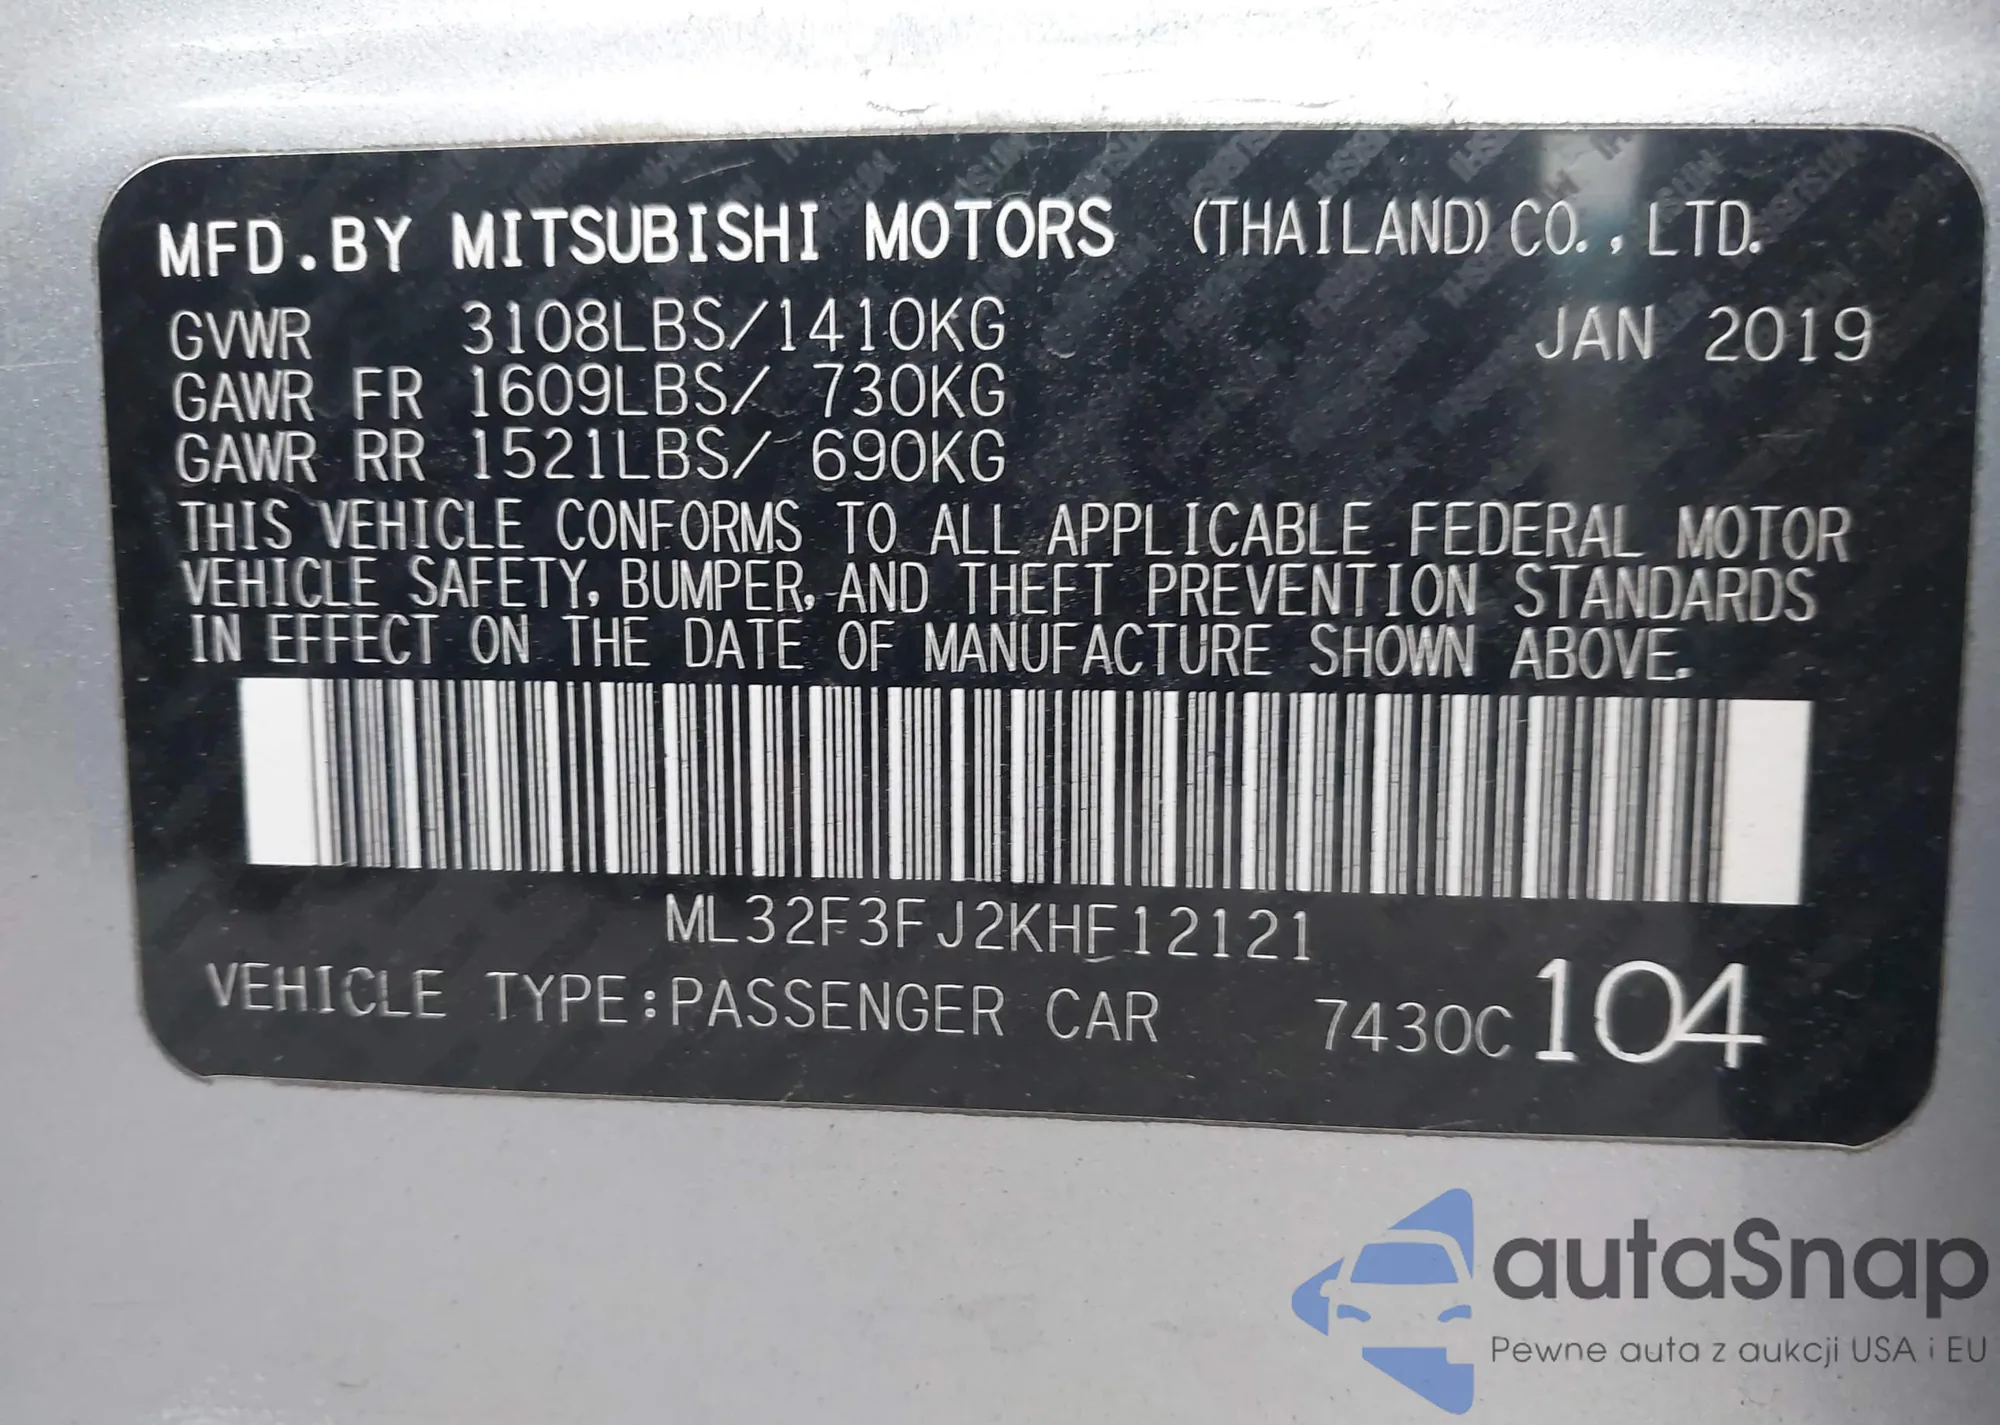 MFD.BY MITSUBISHI MOTORS (THAILAND) CO., LTD.
GVWR 3108LBS/1410KG JAN 2019
GAWR FR 1609LBS/ 730KG
GAWR RR 1521LBS/ 690KG
THIS VEHICLE CONFORMS TO ALL APPLICABLE FEDERAL MOTOR
VEHICLE SAFETY, BUMPER, AND THEFT PREVENTION STANDARDS
IN EFFECT ON THE DATE OF MANUFACTURE SHOWN ABOVE.
ML32F3FJ2KHF12121
VEHICLE TYPE:PASSENGER CAR 7430C 104
autaSnap
Pewne auta z aukcji USA i EU